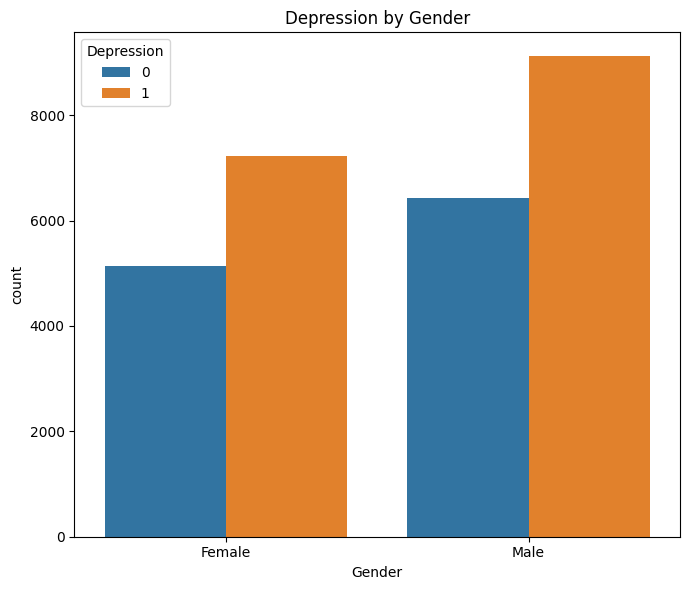 Depression by Gender
Depression
0
1
8000
6000
4000
2000
0
count
Female
Male
Gender